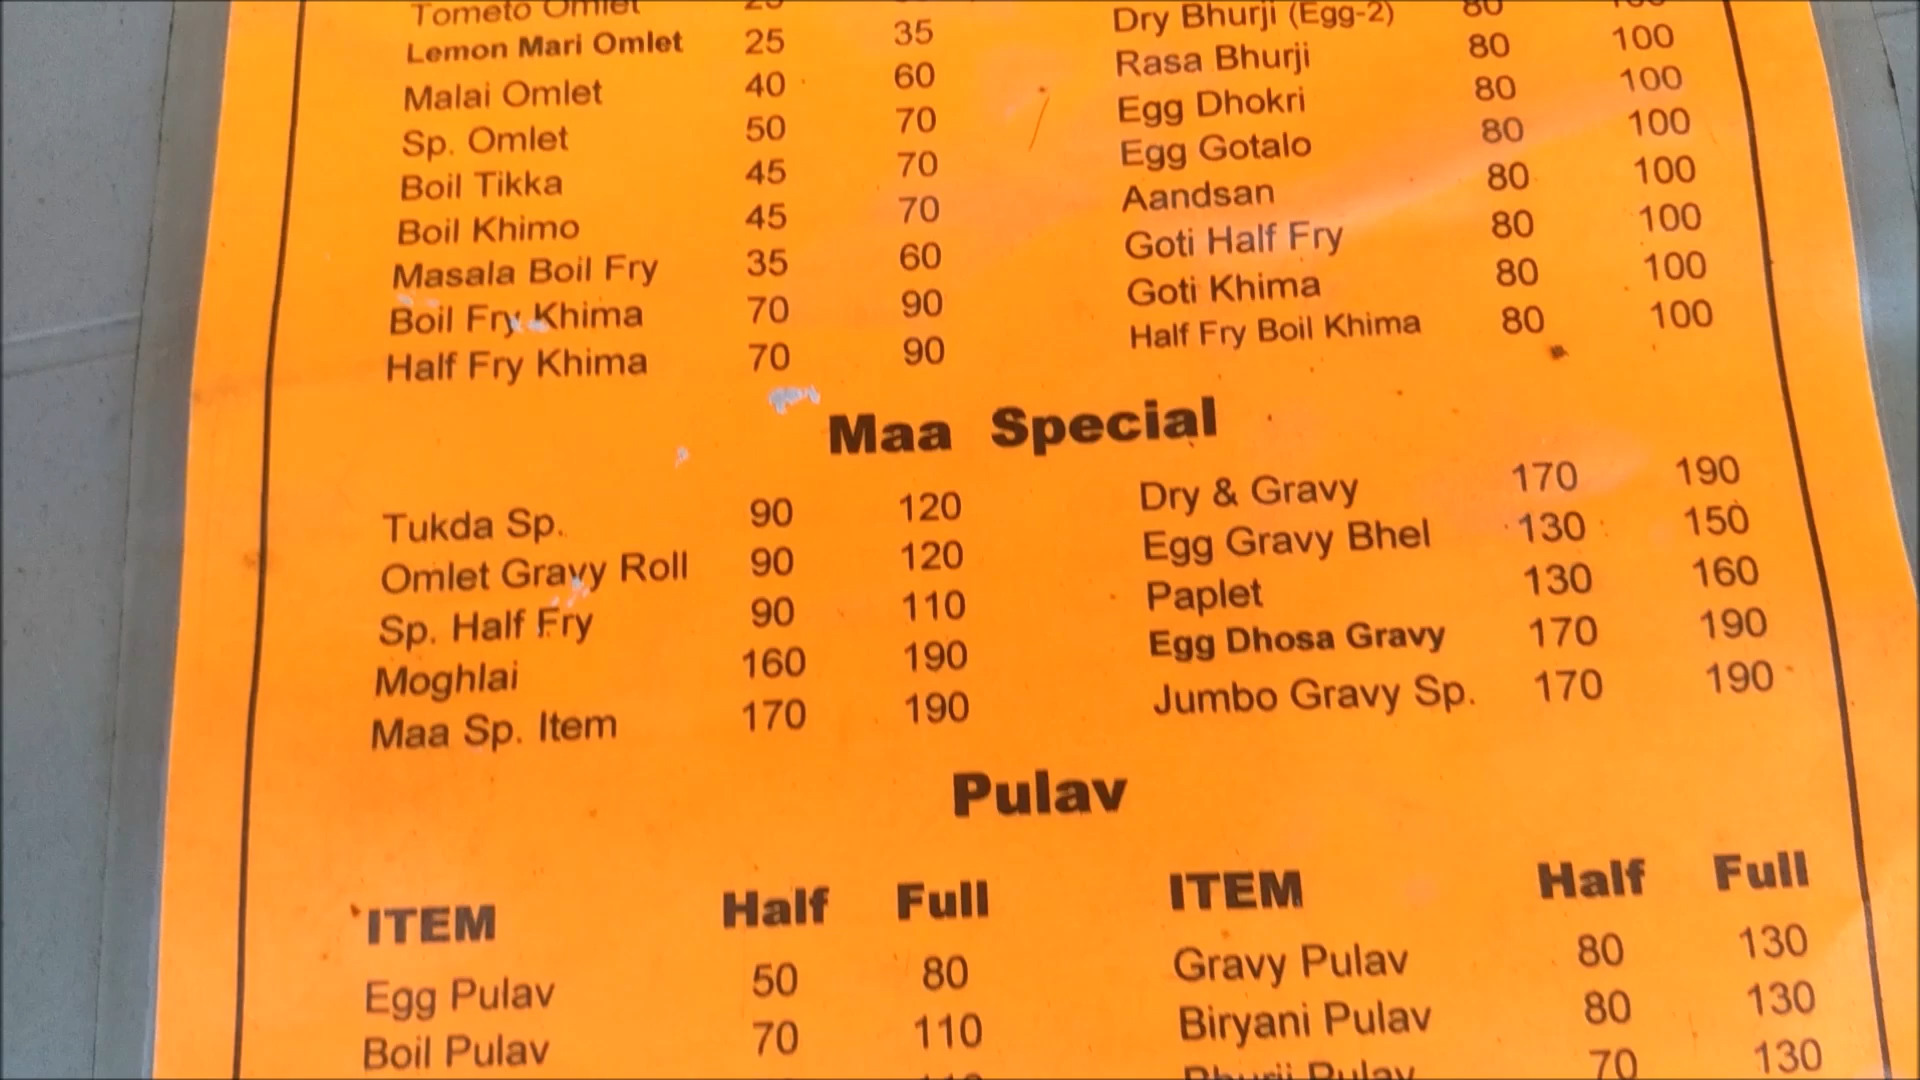 Tometo Omlet
Lemon Mari Omlet 25 35
Malai Omlet 40 60
Sp. Omlet 50 70
Boil Tikka 45 70
Boil Khimo 45 70
Masala Boil Fry 35 60
Boil Fry Khima 70 90
Half Fry Khima 70 90
Dry Bhurji (Egg-2) 80
Rasa Bhurji 80 100
Egg Dhokri 80 100
Egg Gotalo 80 100
Aandsan 80 100
Goti Half Fry 80 100
Goti Khima 80 100
Half Fry Boil Khima 80 100
Maa Special
Tukda Sp. 90 120
Omlet Gravy Roll 90 120
Sp. Half Fry 90 110
Moghlai 160 190
Maa Sp. Item 170 190
Dry & Gravy 170 190
Egg Gravy Bhel 130 150
Paplet 130 160
Egg Dhosa Gravy 170 190
Jumbo Gravy Sp. 170 190
Pulav
ITEM Half Full
Egg Pulav 50 80
Boil Pulav 70 110
ITEM Half Full
Gravy Pulav 80 130
Biryani Pulav 80 130
Bhurji Pulav 70 130